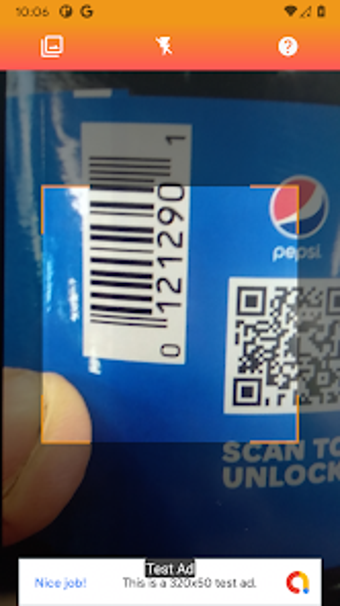 10:06
1
0 121290
pepsi
SCAN TO
UNLOCK
Test Ad
Nice job!
This is a 320x50 test ad.